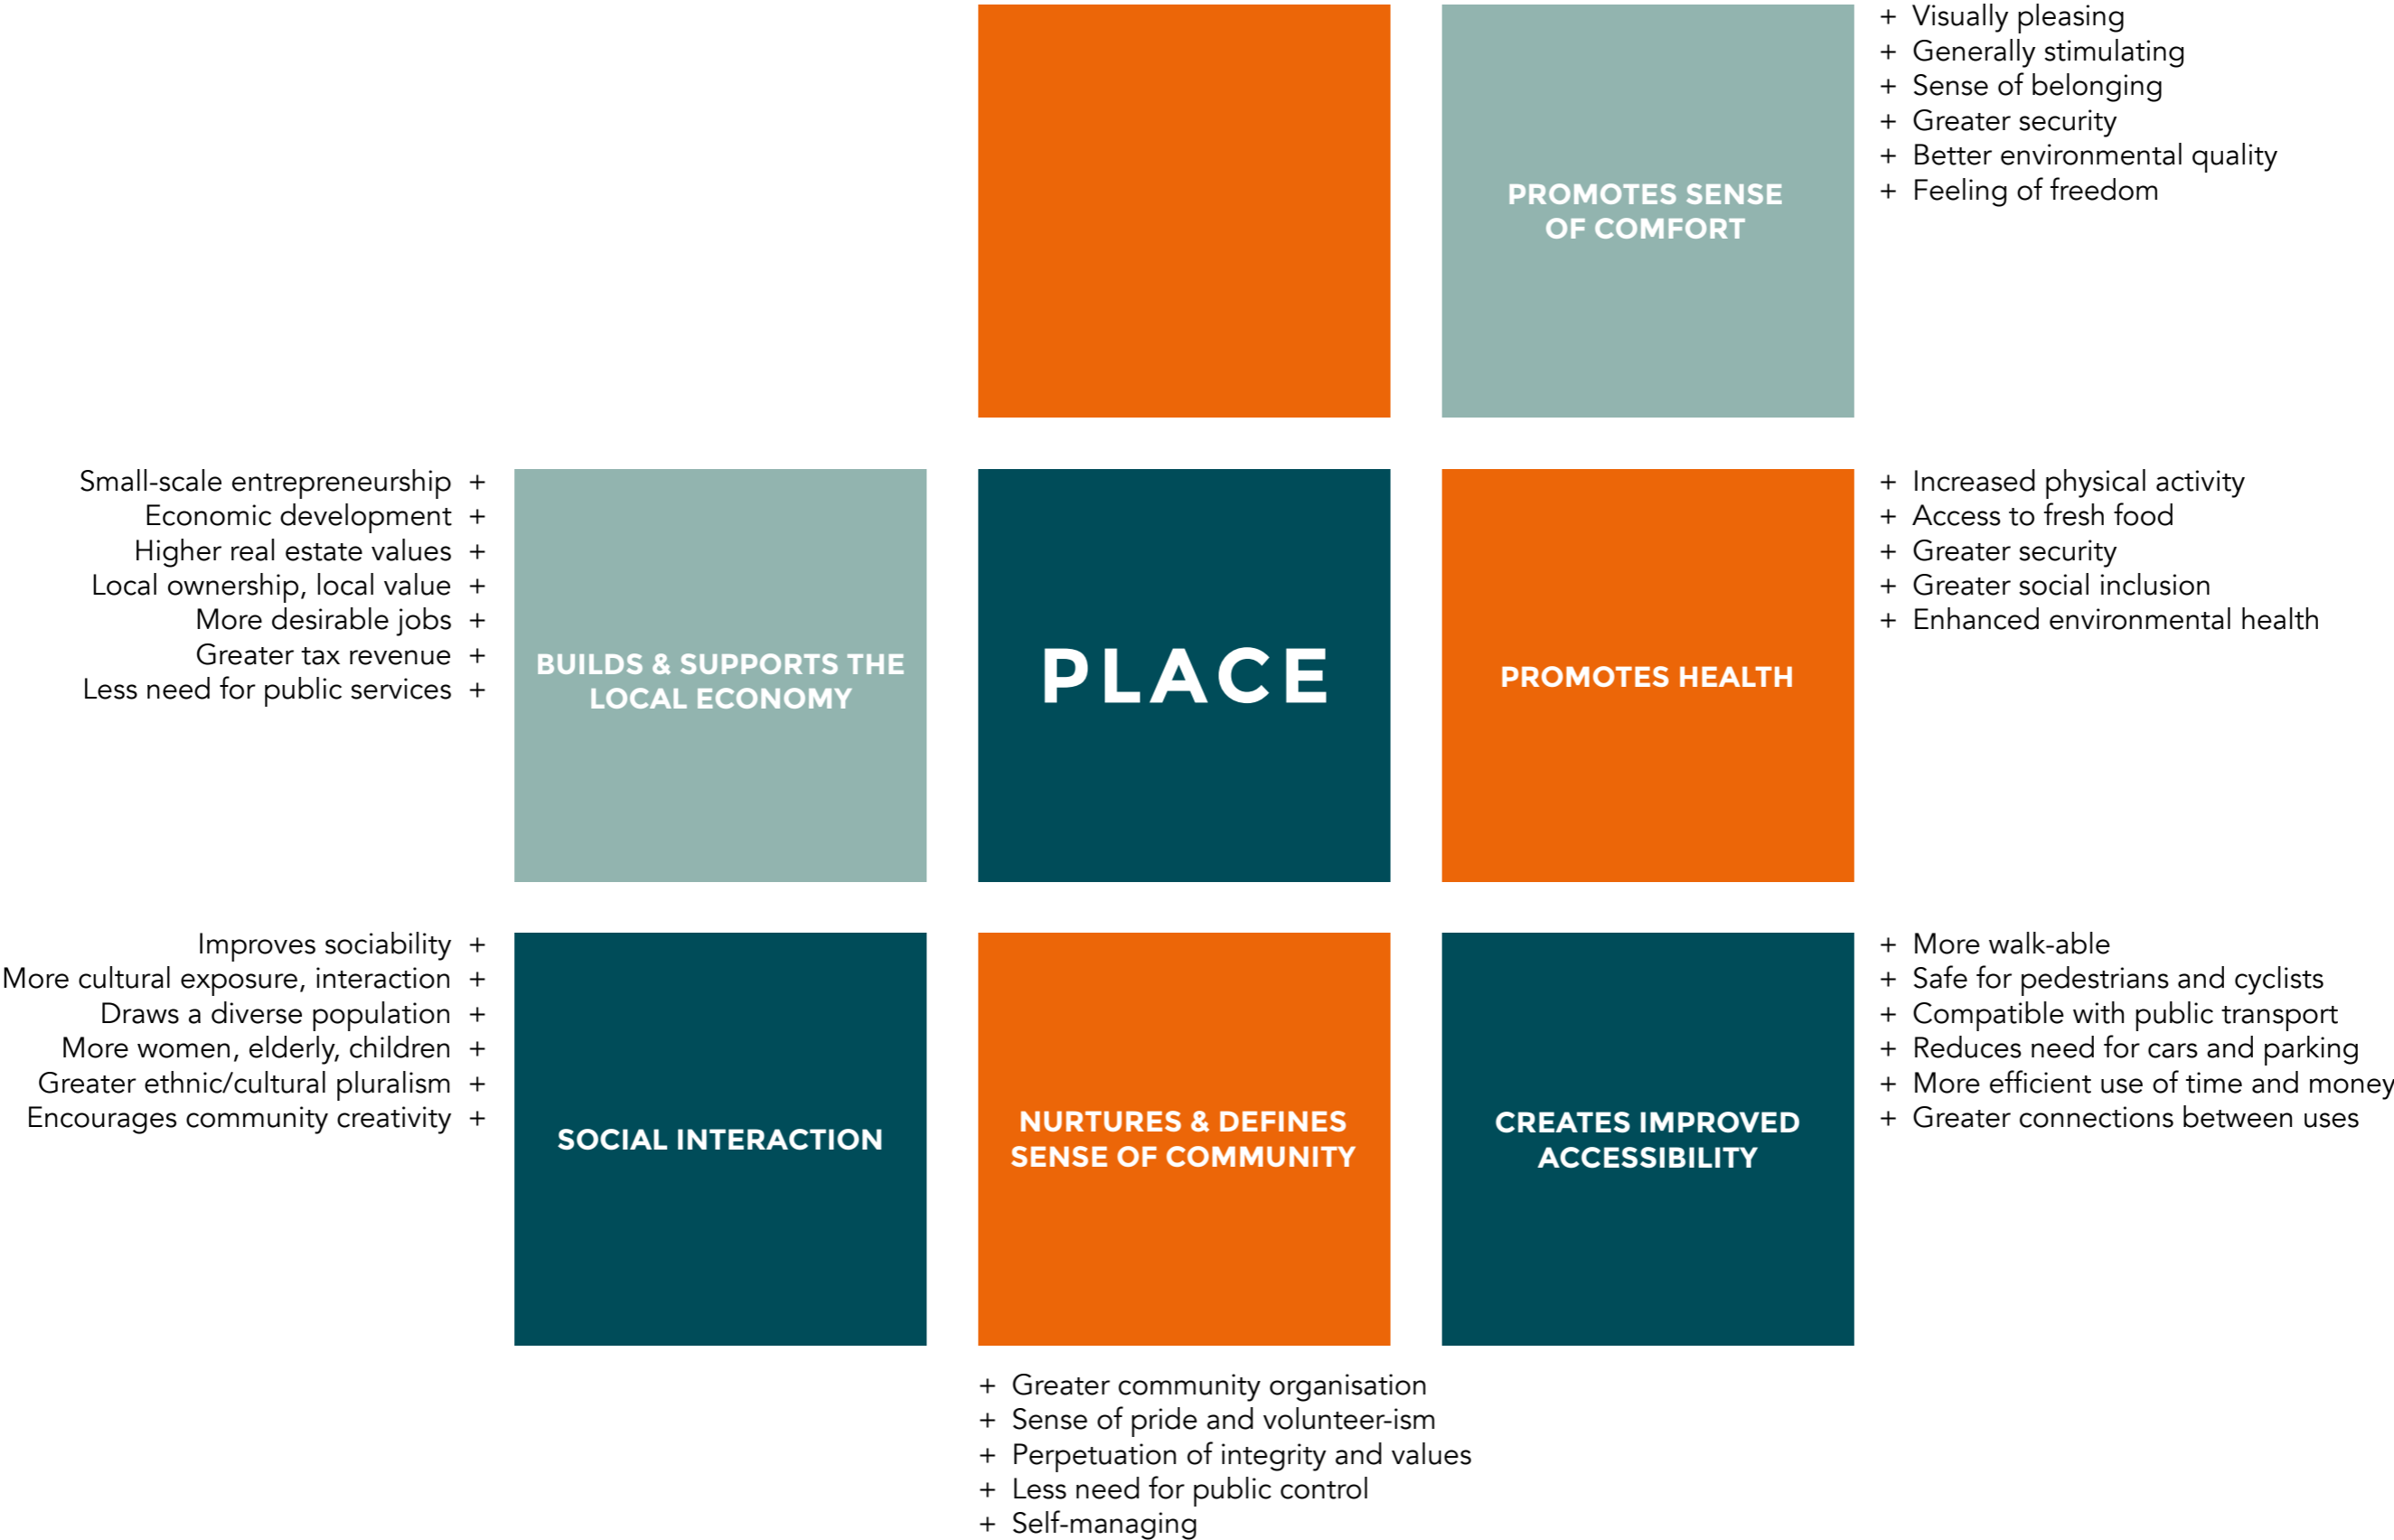 + Visually pleasing
+ Generally stimulating
+ Sense of belonging
+ Greater security
+ Better environmental quality
+ Feeling of freedom
PROMOTES SENSE
OF COMFORT
Small-scale entrepreneurship +
Economic development +
Higher real estate values +
Local ownership, local value +
More desirable jobs +
Greater tax revenue +
Less need for public services +
BUILDS & SUPPORTS THE
LOCAL ECONOMY
PLACE
PROMOTES HEALTH
+ Increased physical activity
+ Access to fresh food
+ Greater security
+ Greater social inclusion
+ Enhanced environmental health
Improves sociability +
More cultural exposure, interaction +
Draws a diverse population +
More women, elderly, children +
Greater ethnic/cultural pluralism +
Encourages community creativity +
SOCIAL INTERACTION
NURTURES & DEFINES
SENSE OF COMMUNITY
CREATES IMPROVED
ACCESSIBILITY
+ More walk-able
+ Safe for pedestrians and cyclists
+ Compatible with public transport
+ Reduces need for cars and parking
+ More efficient use of time and money
+ Greater connections between uses
+ Greater community organisation
+ Sense of pride and volunteer-ism
+ Perpetuation of integrity and values
+ Less need for public control
+ Self-managing